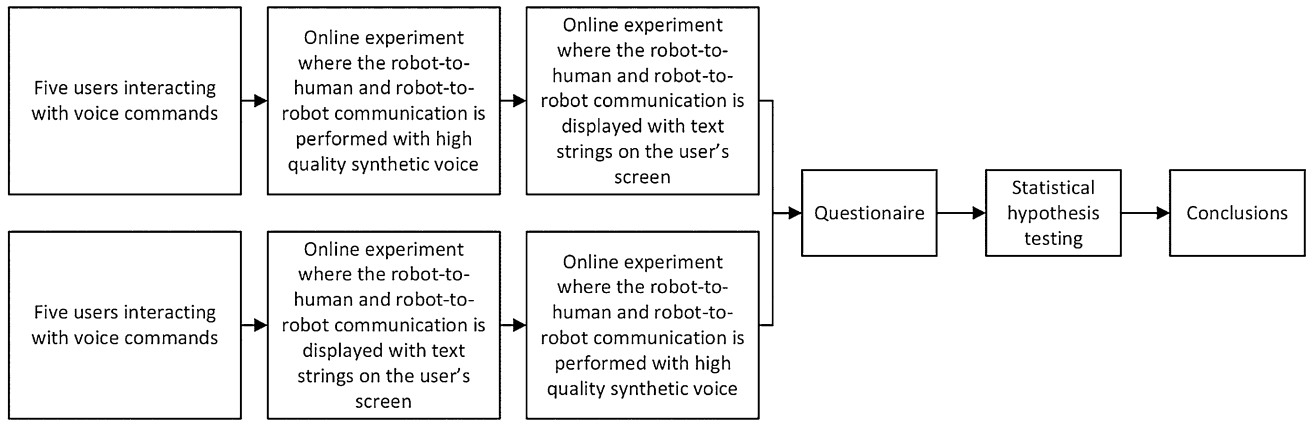 Five users interacting
with voice commands
Online experiment
where the robot-to-
human and robot-to-
robot communication is
performed with high
quality synthetic voice
Online experiment
where the robot-to-
human and robot-to-
robot communication is
displayed with text
strings on the user’s
screen
Five users interacting
with voice commands
Online experiment
where the robot-to-
human and robot-to-
robot communication is
displayed with text
strings on the user’s
screen
Online experiment
where the robot-to-
human and robot-to-
robot communication is
performed with high
quality synthetic voice
Questionaire
Statistical
hypothesis
testing
Conclusions